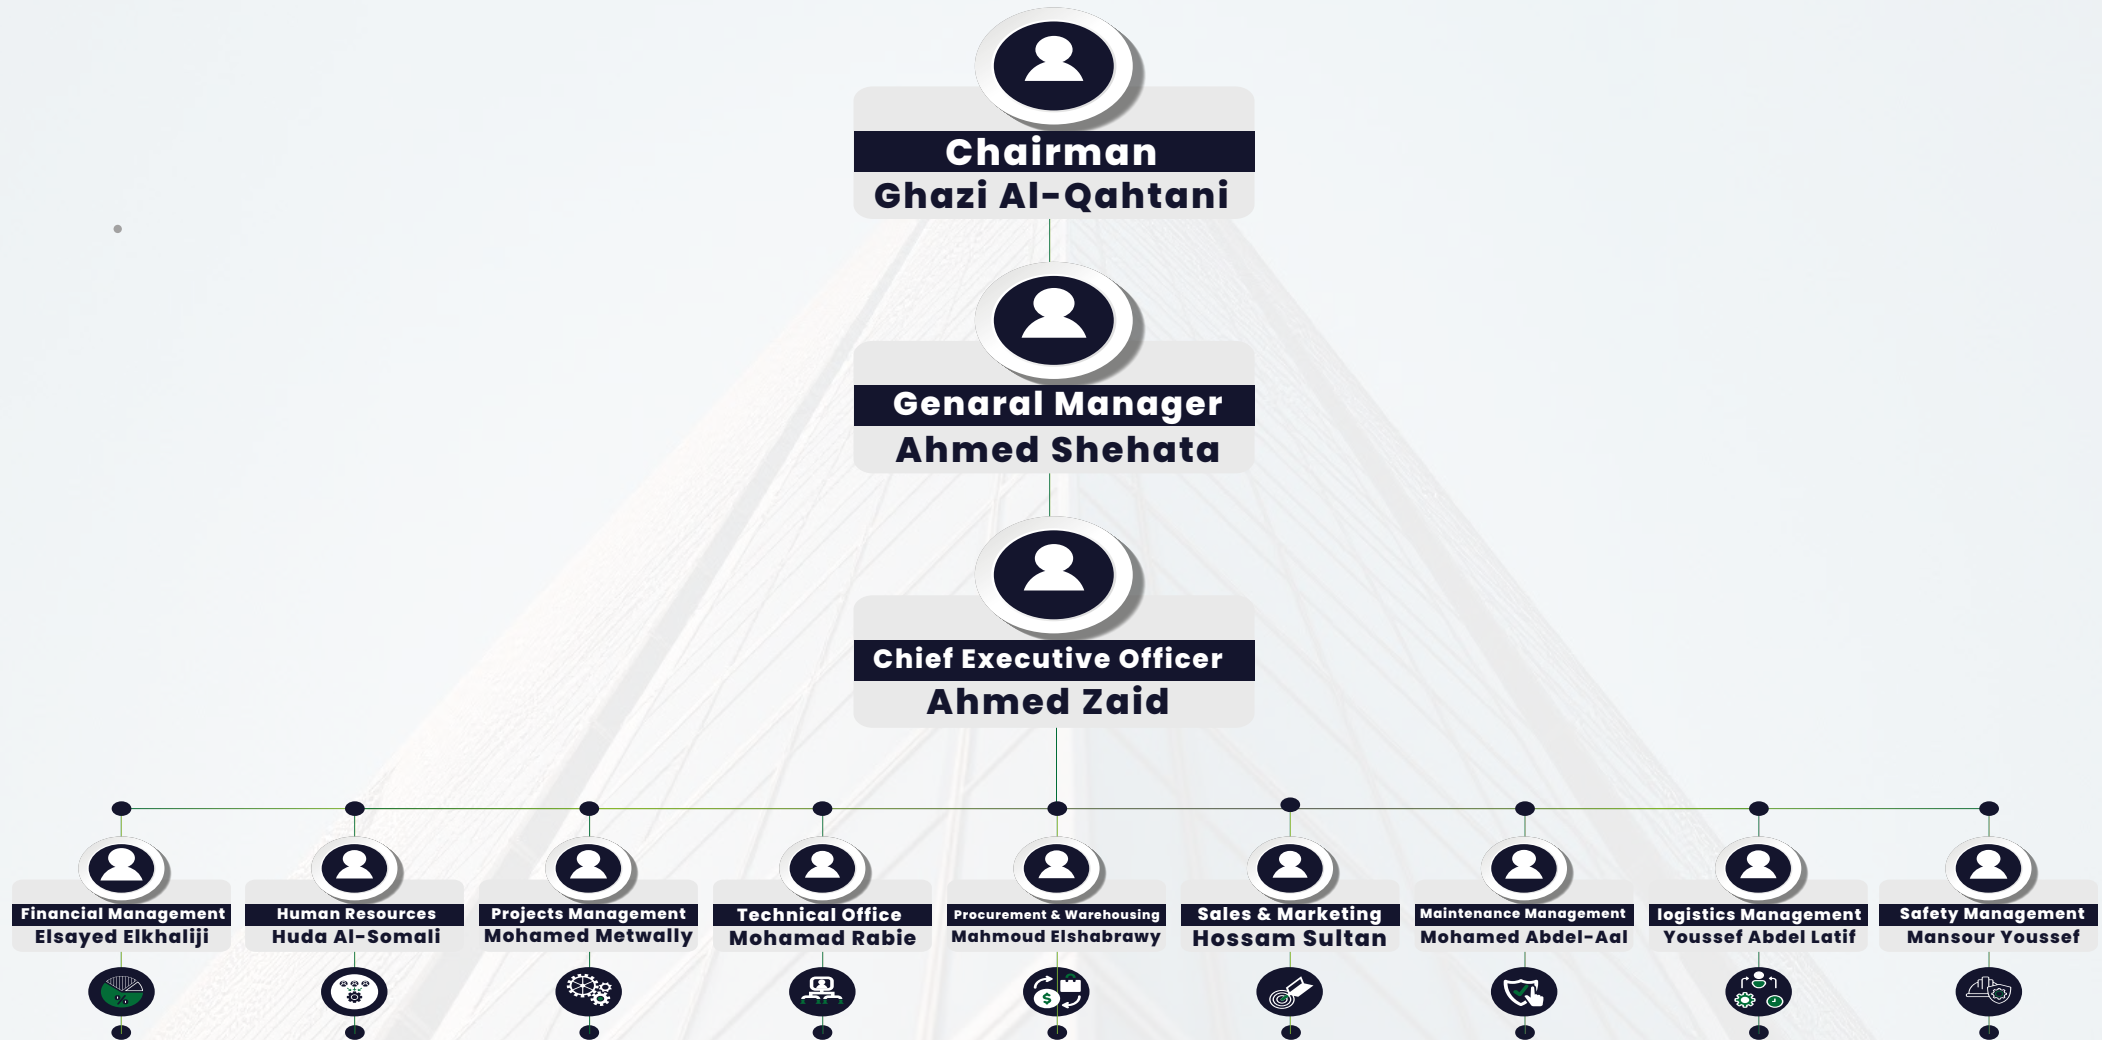 Chairman
Ghazi Al-Qahtani
Genaral Manager
Ahmed Shehata
Chief Executive Officer
Ahmed Zaid
Financial Management
Elsayed Elkhaliji
Human Resources
Huda Al-Somali
Projects Management
Mohamed Metwally
Technical Office
Mohamad Rabie
Procurement & Warehousing
Mahmoud Elshabrawy
Sales & Marketing
Hossam Sultan
Maintenance Management
Mohamed Abdel-Aal
logistics Management
Youssef Abdel Latif
Safety Management
Mansour Youssef